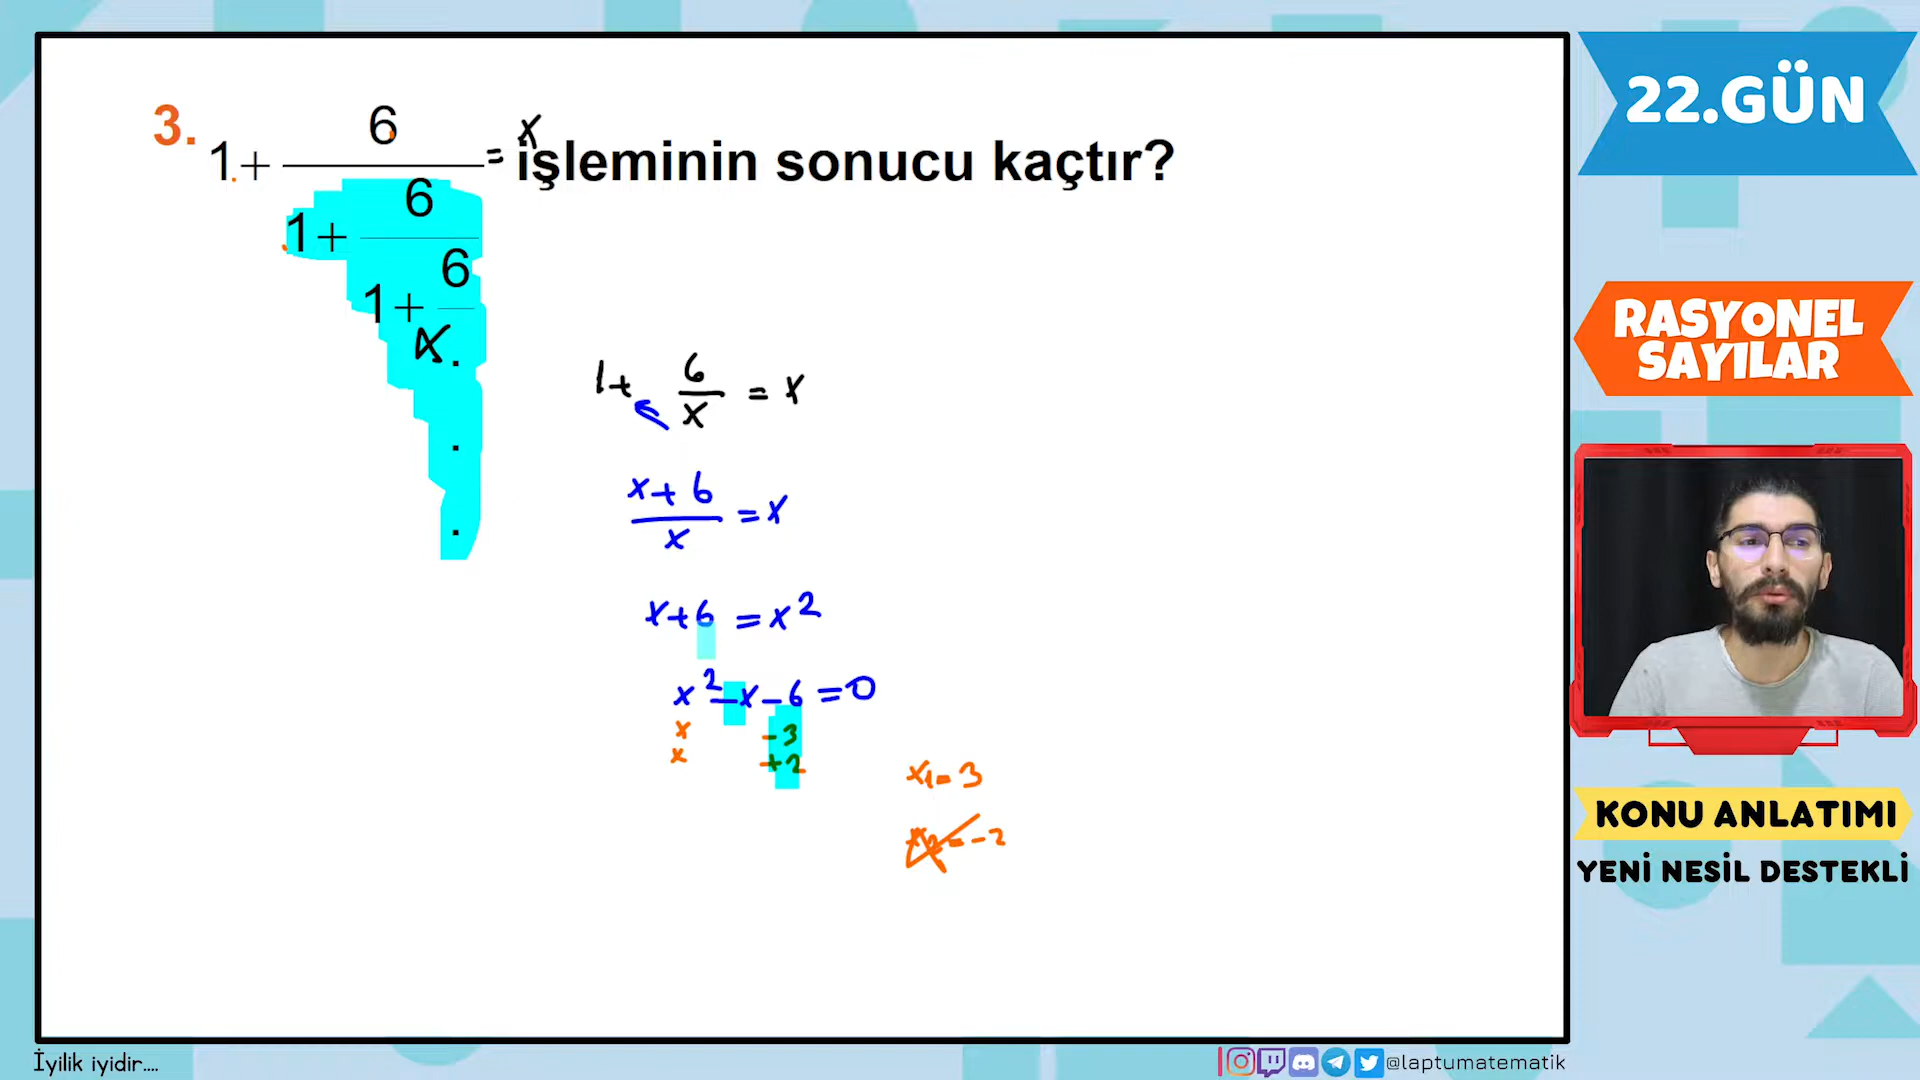 3. 1+ 6 = x işleminin sonucu kaçtır?
1+ 6
1+ 6
.
.
.
1+ 6/x = x
x+6/x = x
x+6 = x²
x²-x-6=0
x -3
x +2
x₁=3
x₂=-2
22.GÜN
RASYONEL
SAYILAR
KONU ANLATIMI
YENİ NESİL DESTEKLİ
İyilik iyidir....
@laptumatematik